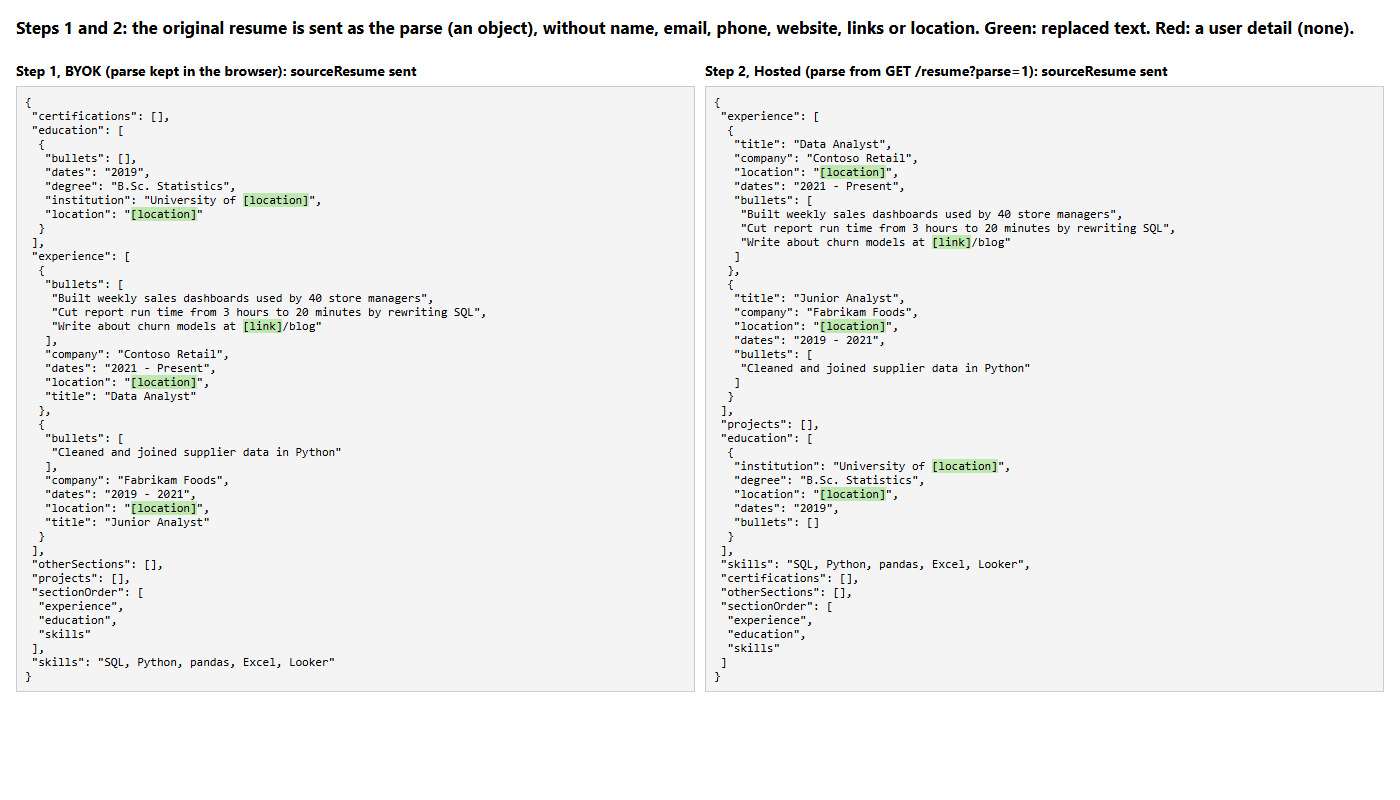 Steps 1 and 2: the original resume is sent as the parse (an object), without name, email, phone, website, links or location. Green: replaced text. Red: a user detail (none).
Step 1, BYOK (parse kept in the browser): sourceResume sent
{
 "certifications": [],
 "education": [
  {
   "bullets": [],
   "dates": "2019",
   "degree": "B.Sc. Statistics",
   "institution": "University of [location]",
   "location": "[location]"
  }
 ],
 "experience": [
  {
   "bullets": [
    "Built weekly sales dashboards used by 40 store managers",
    "Cut report run time from 3 hours to 20 minutes by rewriting SQL",
    "Write about churn models at [link]/blog"
   ],
   "company": "Contoso Retail",
   "dates": "2021 - Present",
   "location": "[location]",
   "title": "Data Analyst"
  },
  {
   "bullets": [
    "Cleaned and joined supplier data in Python"
   ],
   "company": "Fabrikam Foods",
   "dates": "2019 - 2021",
   "location": "[location]",
   "title": "Junior Analyst"
  }
 ],
 "otherSections": [],
 "projects": [],
 "sectionOrder": [
  "experience",
  "education",
  "skills"
 ],
 "skills": "SQL, Python, pandas, Excel, Looker"
}
Step 2, Hosted (parse from GET /resume?parse=1): sourceResume sent
{
 "experience": [
  {
   "title": "Data Analyst",
   "company": "Contoso Retail",
   "location": "[location]",
   "dates": "2021 - Present",
   "bullets": [
    "Built weekly sales dashboards used by 40 store managers",
    "Cut report run time from 3 hours to 20 minutes by rewriting SQL",
    "Write about churn models at [link]/blog"
   ]
  },
  {
   "title": "Junior Analyst",
   "company": "Fabrikam Foods",
   "location": "[location]",
   "dates": "2019 - 2021",
   "bullets": [
    "Cleaned and joined supplier data in Python"
   ]
  }
 ],
 "projects": [],
 "education": [
  {
   "institution": "University of [location]",
   "degree": "B.Sc. Statistics",
   "location": "[location]",
   "dates": "2019",
   "bullets": []
  }
 ],
 "skills": "SQL, Python, pandas, Excel, Looker",
 "certifications": [],
 "otherSections": [],
 "sectionOrder": [
  "experience",
  "education",
  "skills"
 ]
}